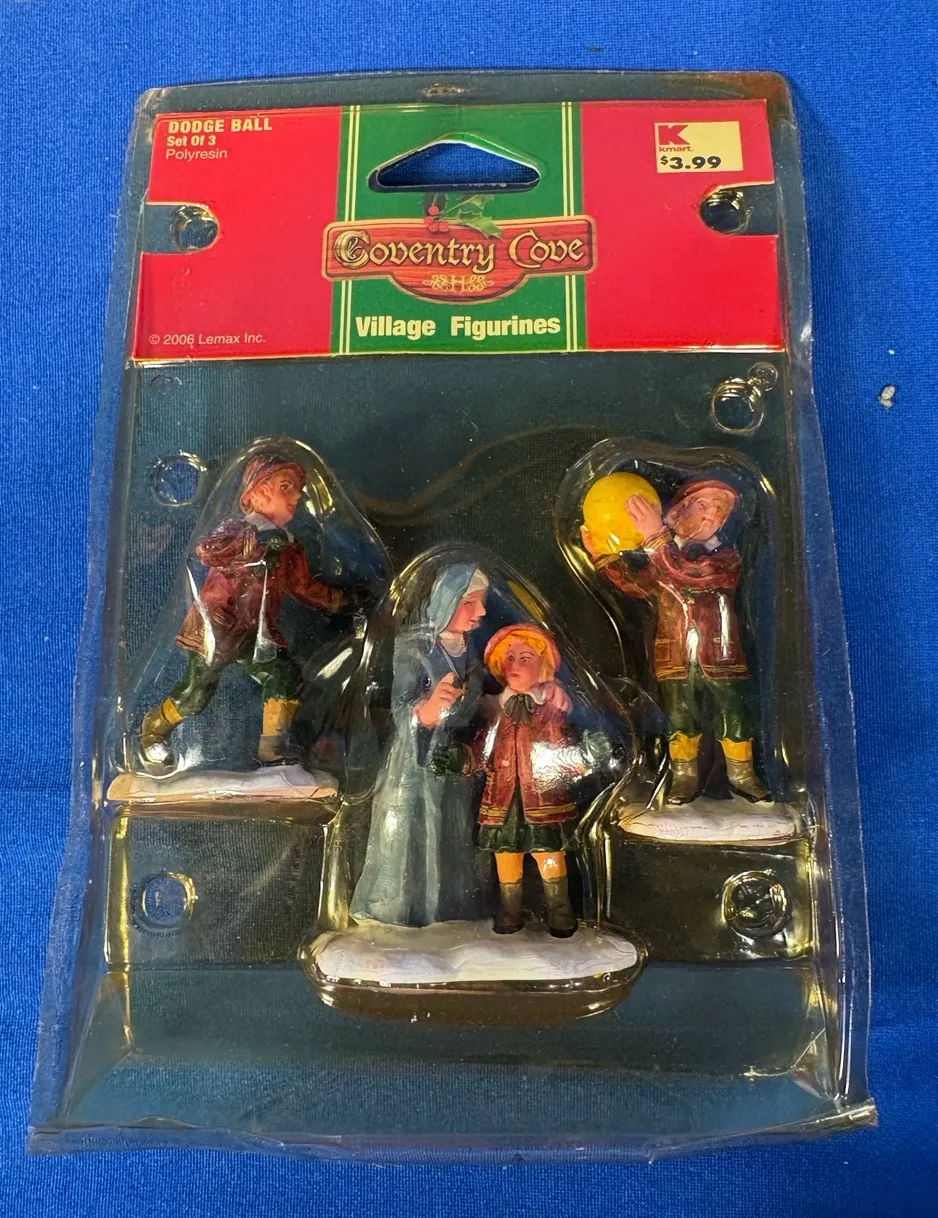 DODGE BALL
Set Of 3
Polyresin
K
kmart.
$3.99
Coventry Cove
H
Village Figurines
© 2006 Lemax Inc.